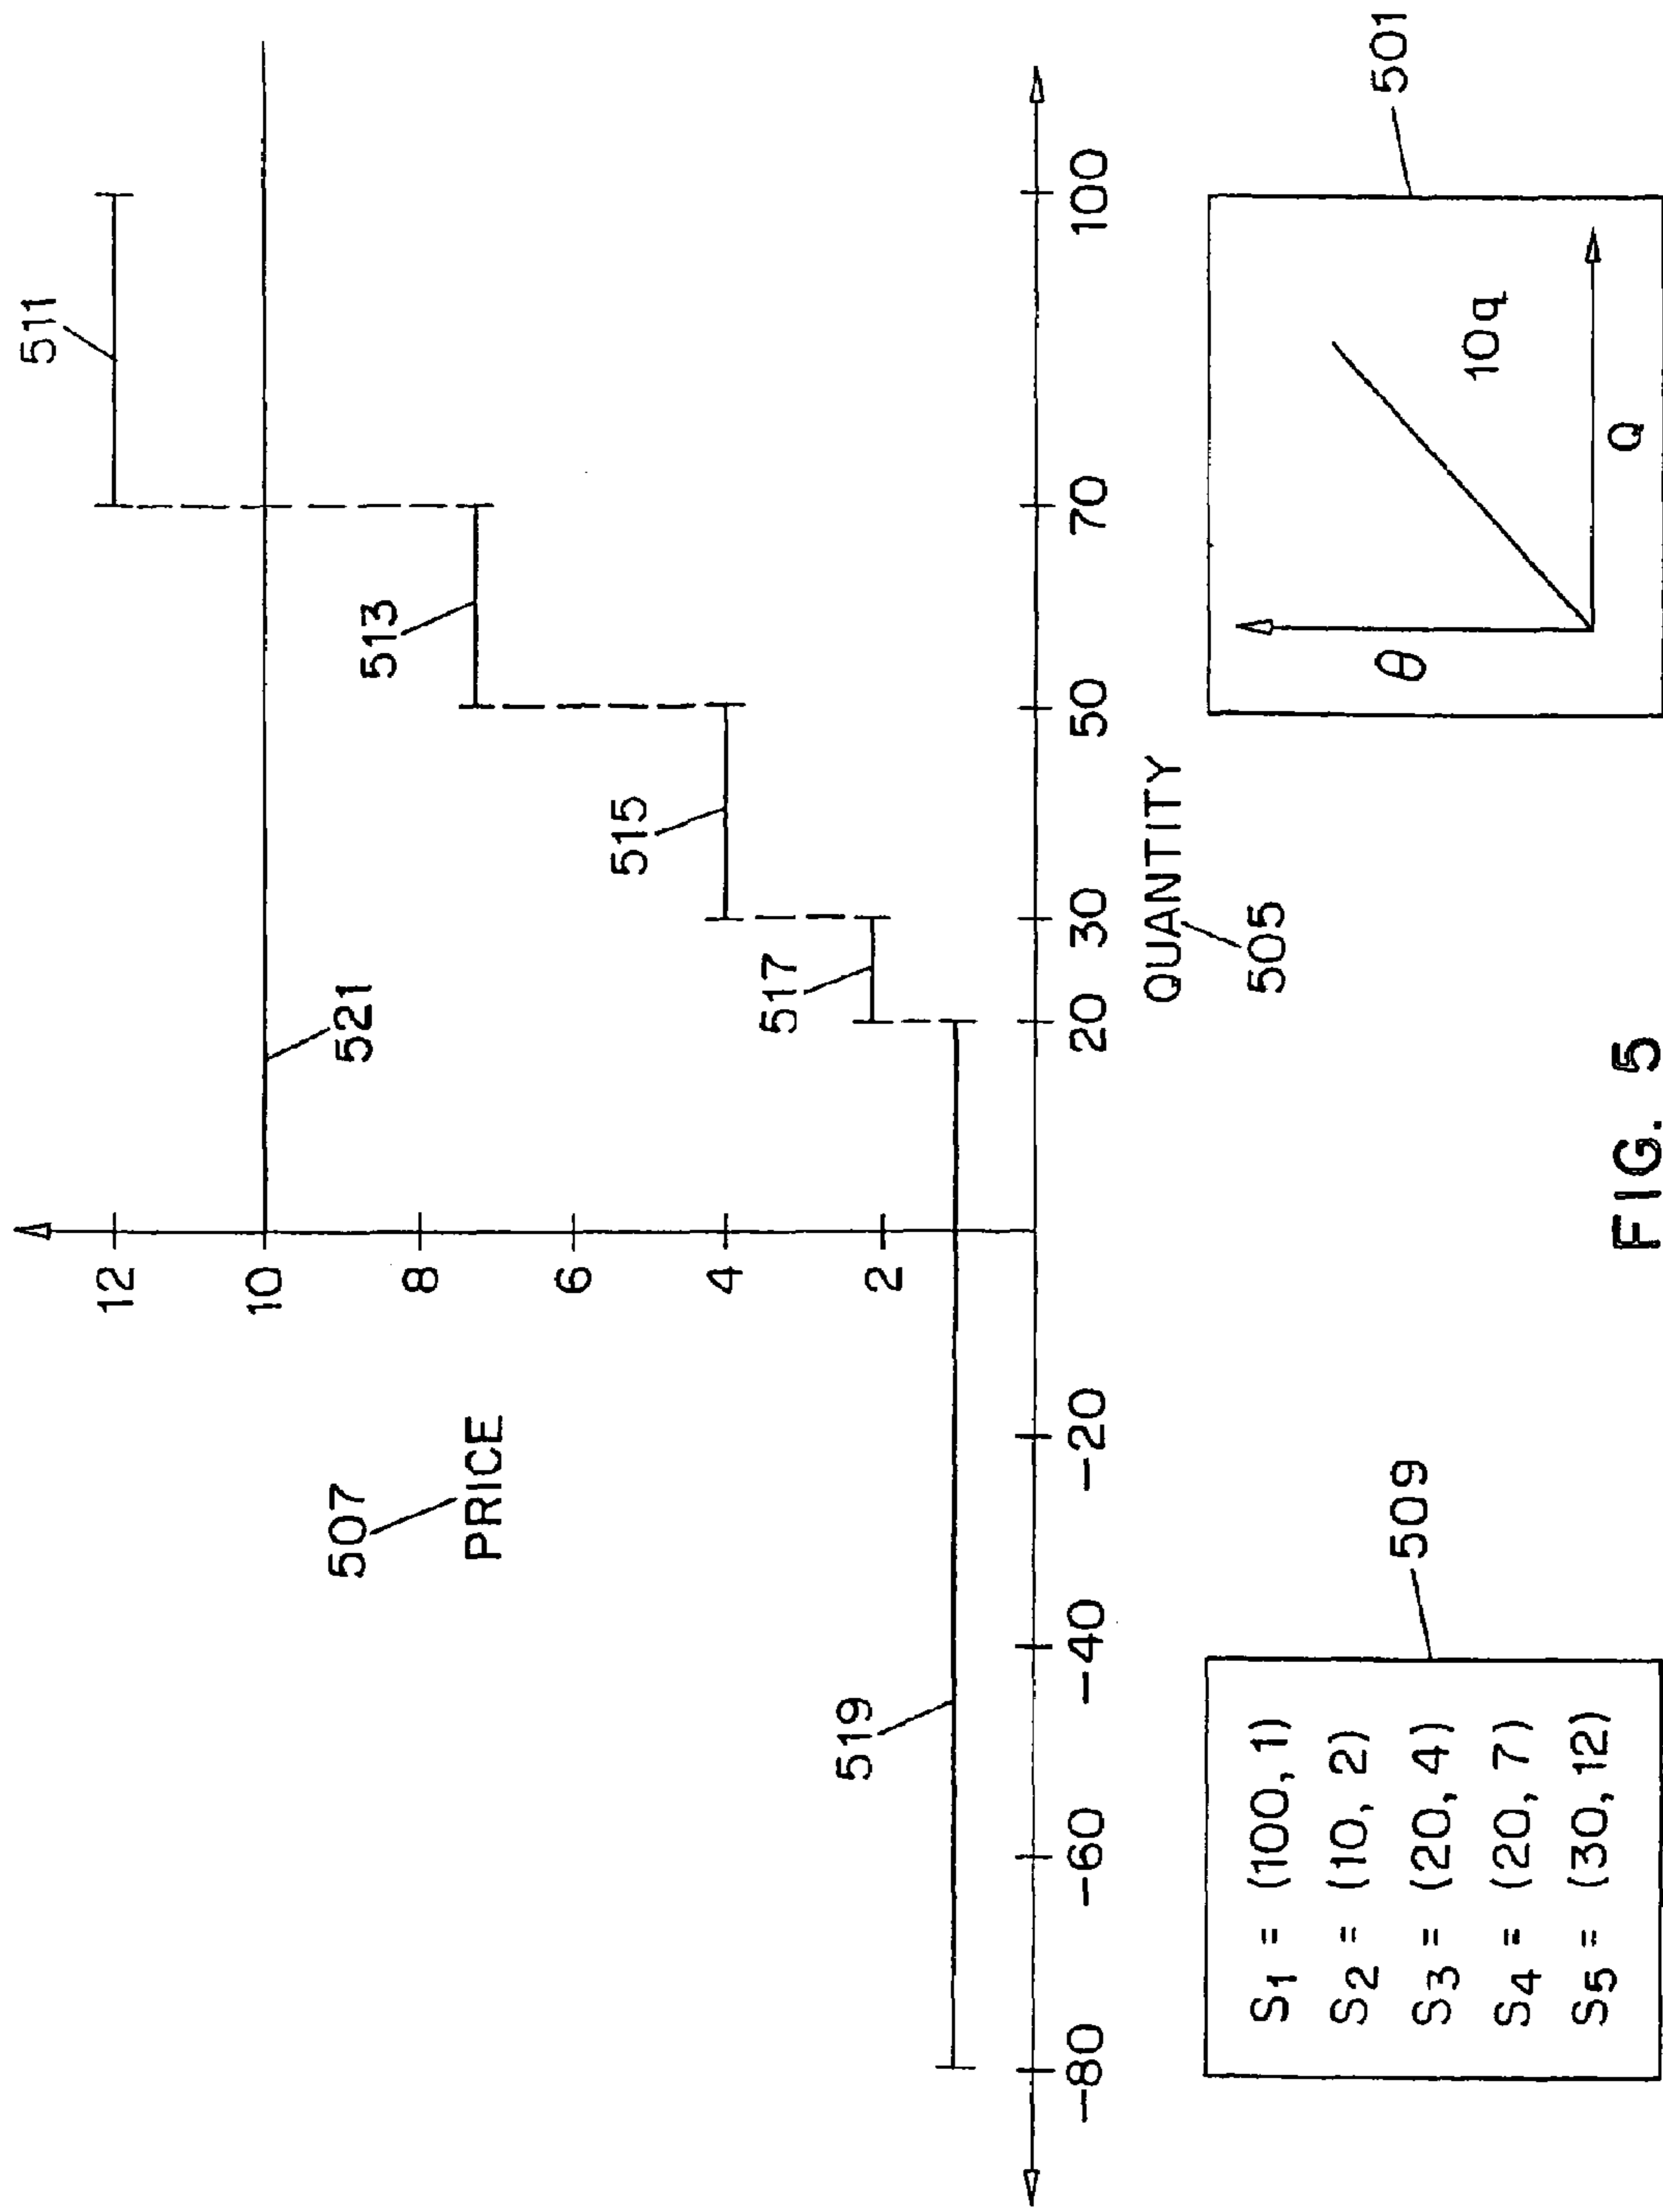 511
12
10
521
507
PRICE
8
513
6
515
4
517
519
2
-80
-60
-40
-20
20
30
50
70
100
QUANTITY
505
S1 = (100, 1)
S2 = (10, 2)
S3 = (20, 4)
S4 = (20, 7)
S5 = (30, 12)
509
θ
10q
Q
501
FIG. 5